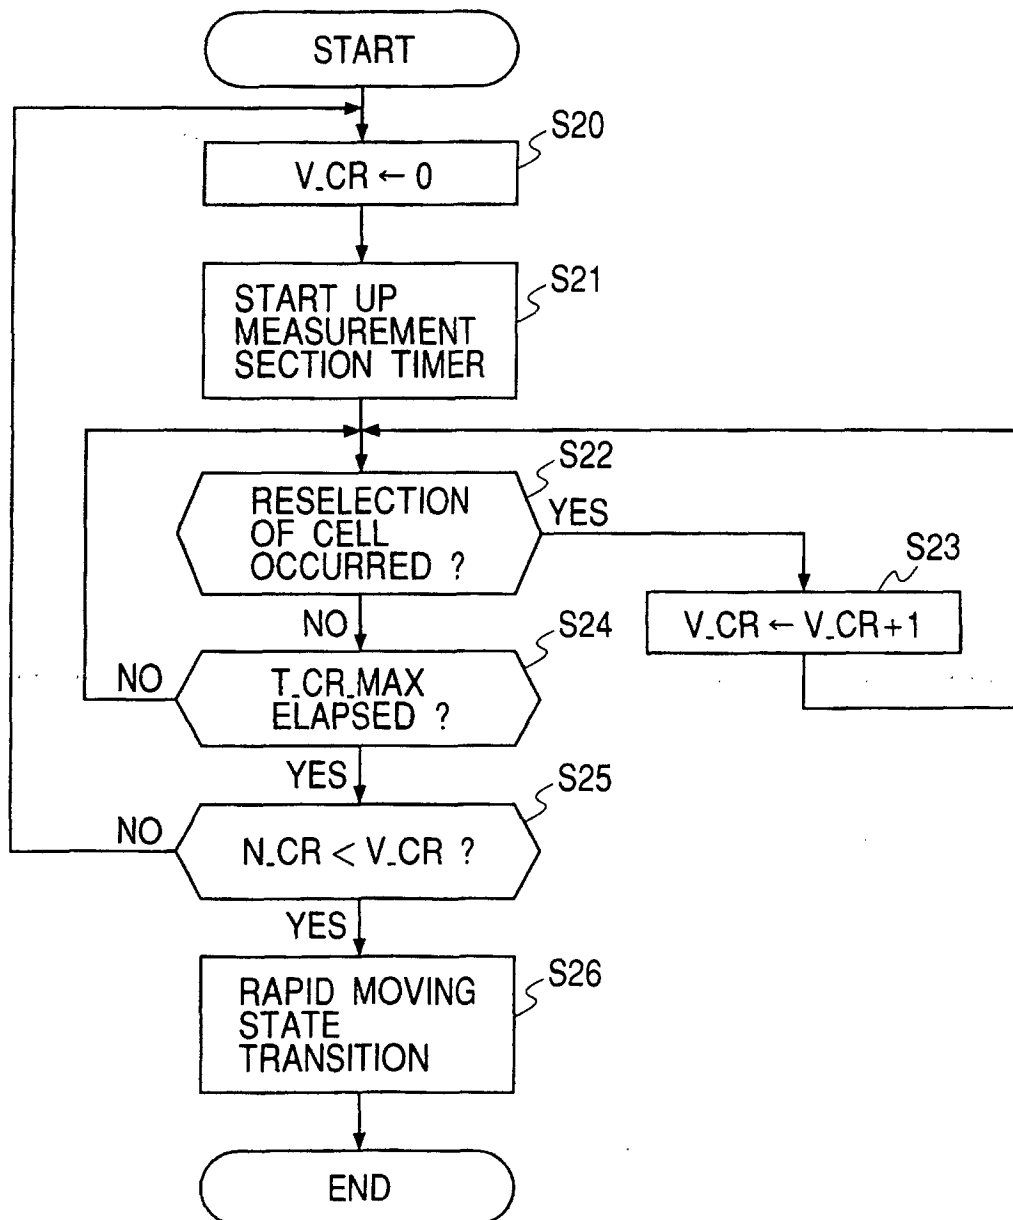 START
S20
V_CR ← 0
S21
START UP
MEASUREMENT
SECTION TIMER
S22
RESELECTION
OF CELL
OCCURRED ?
YES
S23
V_CR ← V_CR+1
NO
S24
T_CR_MAX
ELAPSED ?
NO
YES
S25
N_CR < V_CR ?
NO
YES
S26
RAPID MOVING
STATE
TRANSITION
END